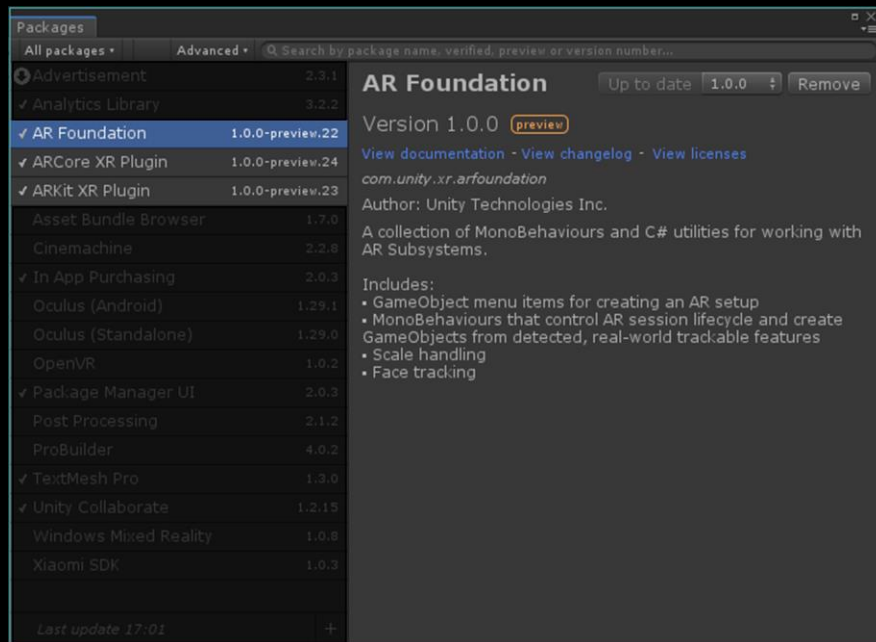 Packages
All packages Advanced Search by package name, verified, preview or version number...
Advertisement 2.3.1
✓ Analytics Library 3.2.2
✓ AR Foundation 1.0.0-preview.22
✓ ARCore XR Plugin 1.0.0-preview.24
✓ ARKit XR Plugin 1.0.0-preview.23
Asset Bundle Browser 1.7.0
Cinemachine 2.2.8
✓ In App Purchasing 2.0.3
Oculus (Android) 1.29.1
Oculus (Standalone) 1.29.0
OpenVR 1.0.2
✓ Package Manager UI 2.0.3
Post Processing 2.1.2
ProBuilder 4.0.2
✓ TextMesh Pro 1.3.0
✓ Unity Collaborate 1.2.15
Windows Mixed Reality 1.0.8
Xiaomi SDK 1.0.3
Last update 17:01 +
AR Foundation Up to date 1.0.0 Remove
Version 1.0.0 preview
View documentation - View changelog - View licenses
com.unity.xr.arfoundation
Author: Unity Technologies Inc.
A collection of MonoBehaviours and C# utilities for working with
AR Subsystems.
Includes:
• GameObject menu items for creating an AR setup
• MonoBehaviours that control AR session lifecycle and create
GameObjects from detected, real-world trackable features
• Scale handling
• Face tracking